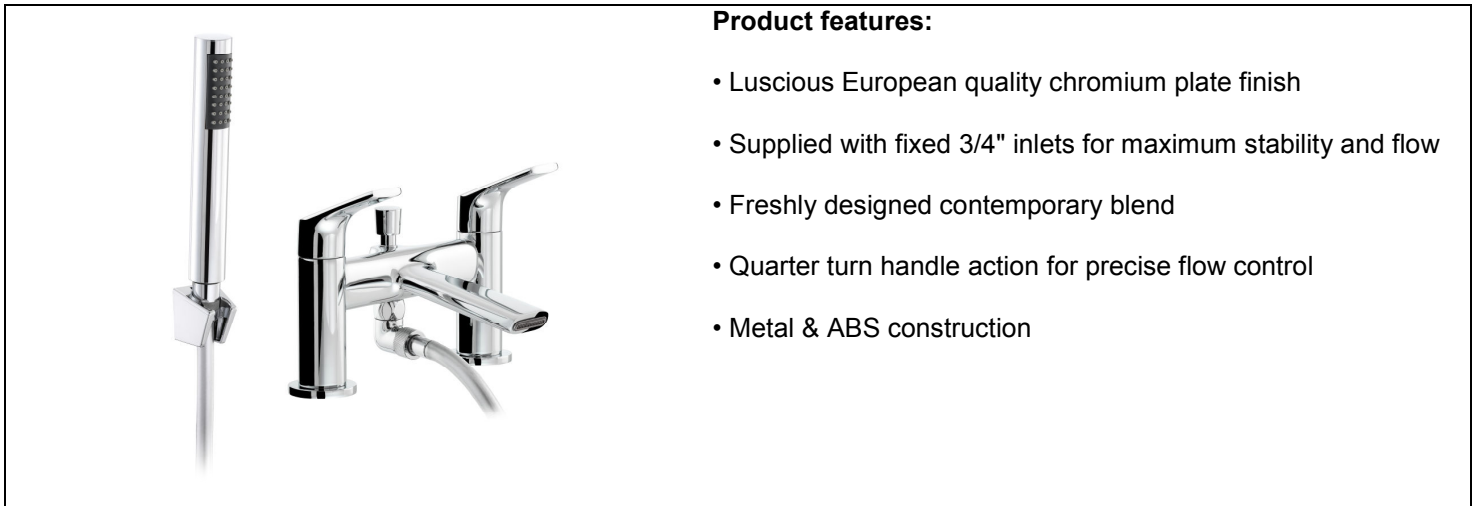 Product features:
• Luscious European quality chromium plate finish
• Supplied with fixed 3/4" inlets for maximum stability and flow
• Freshly designed contemporary blend
• Quarter turn handle action for precise flow control
• Metal & ABS construction